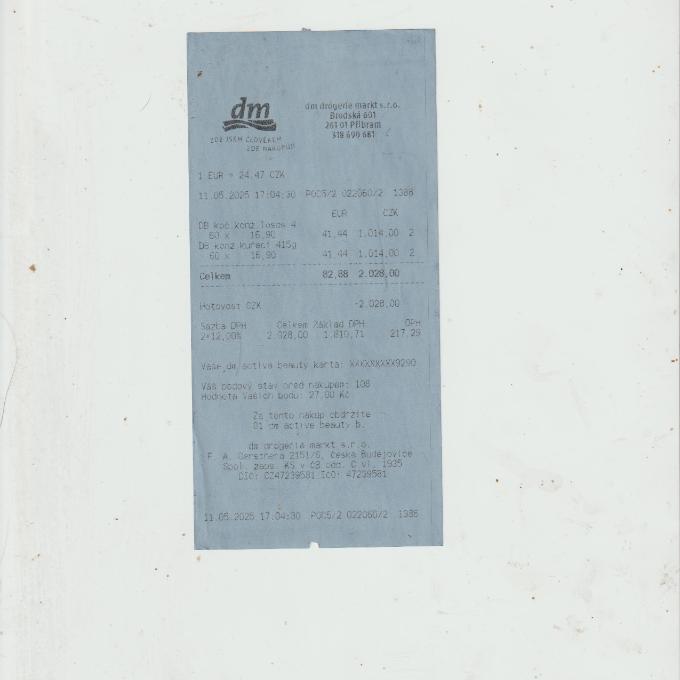 dm
ZDE JSEM ČLOVĚKEM
ZDE NAKUPUJI
dm drogerie markt s.r.o.
Brodská 601
261 01 Příbram
318 690 681
1 EUR = 24.47 CZK
11.05.2025 17:04:30 POC5/2 022060/2 1386
EUR CZK
DB kočkonz losos 4
60 x 16,90 41,44 1.014,00 2
DB konz kuřecí 415g
60 x 16,90 41,44 1.014,00 2
Celkem 82,88 2.028,00
Hotovost CZK -2.028,00
Sazba DPH Celkem Základ DPH DPH
2=12,00% 2.028,00 1.810,71 217,29
Vaše dm active beauty karta: XXXXXXXXX9290
Váš bodový stav před nákupem: 108
Hodnota Vašich bodů: 27,00 Kč
Za tento nákup obdržíte
81 dm active beauty b.
dm drogerie markt s.r.o.
F. A. Gerstnera 2151/6, České Budějovice
Spol. zaps. KS v ČB odd. C vl. 1935
DIČ: CZ47239581 IČO: 47239581
11.05.2025 17:04:30 POC5/2 022060/2 1386